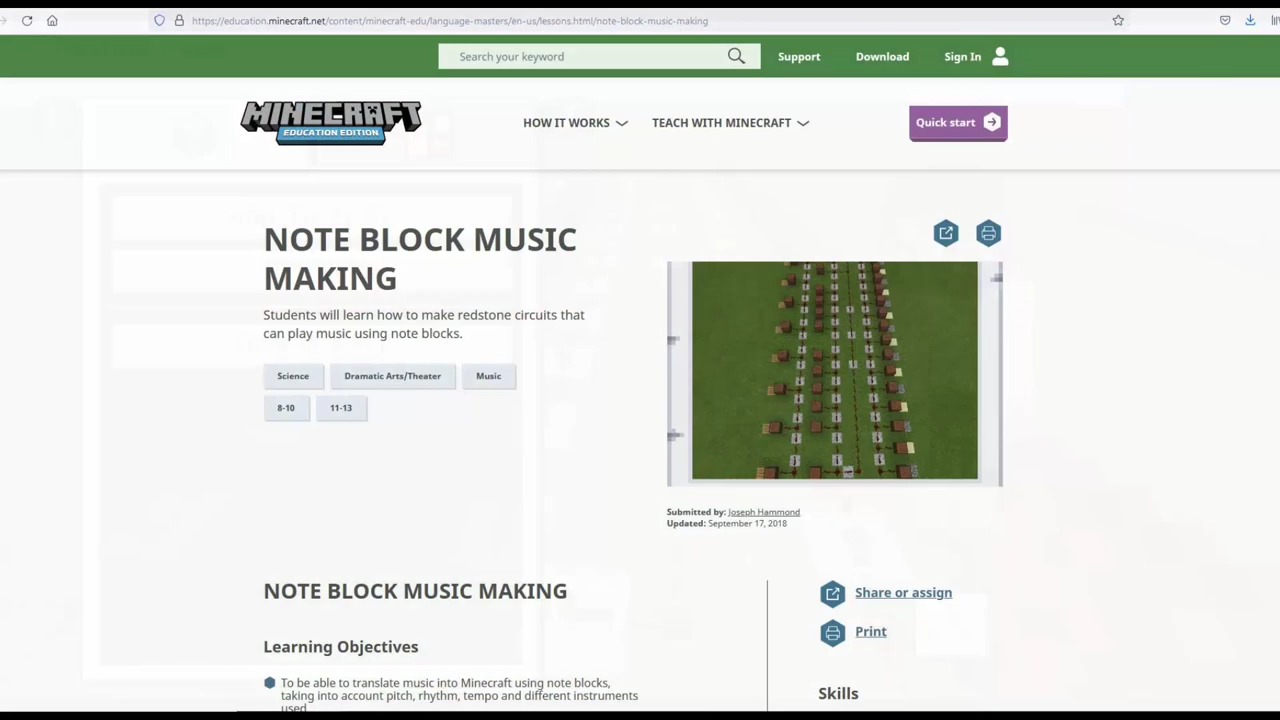 https://education.minecraft.net/content/minecraft-edu/language-masters/en-us/lessons.html/note-block-music-making
Search your keyword
Support
Download
Sign In
MINECRAFT
EDUCATION EDITION
HOW IT WORKS
TEACH WITH MINECRAFT
Quick start
NOTE BLOCK MUSIC
MAKING
Students will learn how to make redstone circuits that
can play music using note blocks.
Science
Dramatic Arts/Theater
Music
8-10
11-13
Submitted by: Joseph Hammond
Updated: September 17, 2018
NOTE BLOCK MUSIC MAKING
Learning Objectives
To be able to translate music into Minecraft using note blocks,
taking into account pitch, rhythm, tempo and different instruments
used
Share or assign
Print
Skills